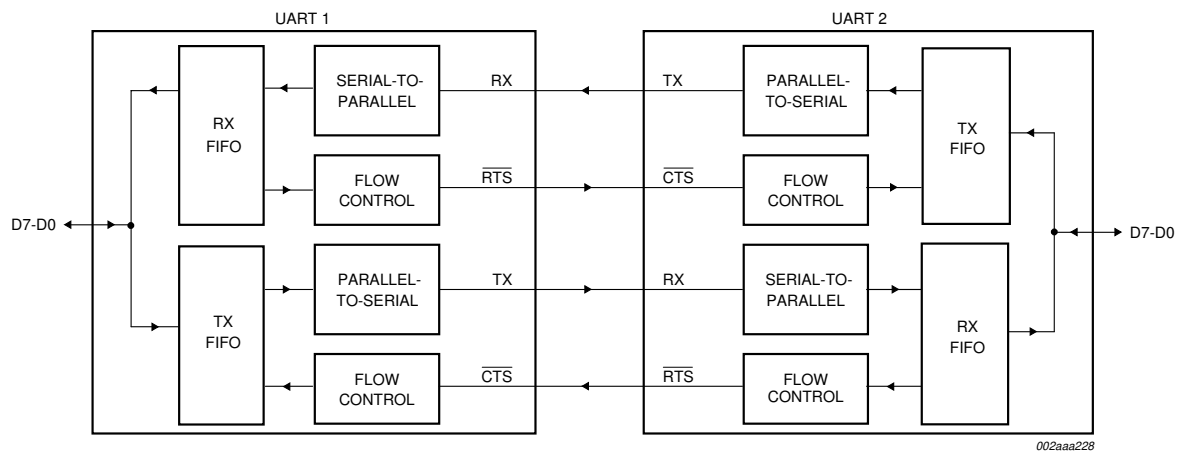 UART 1
UART 2
RX
FIFO
SERIAL-TO-
PARALLEL
RX
TX
PARALLEL-
TO-SERIAL
TX
FIFO
FLOW
CONTROL
RTS
CTS
FLOW
CONTROL
D7-D0
D7-D0
TX
FIFO
PARALLEL-
TO-SERIAL
TX
RX
SERIAL-TO-
PARALLEL
RX
FIFO
FLOW
CONTROL
CTS
RTS
FLOW
CONTROL
002aaa228